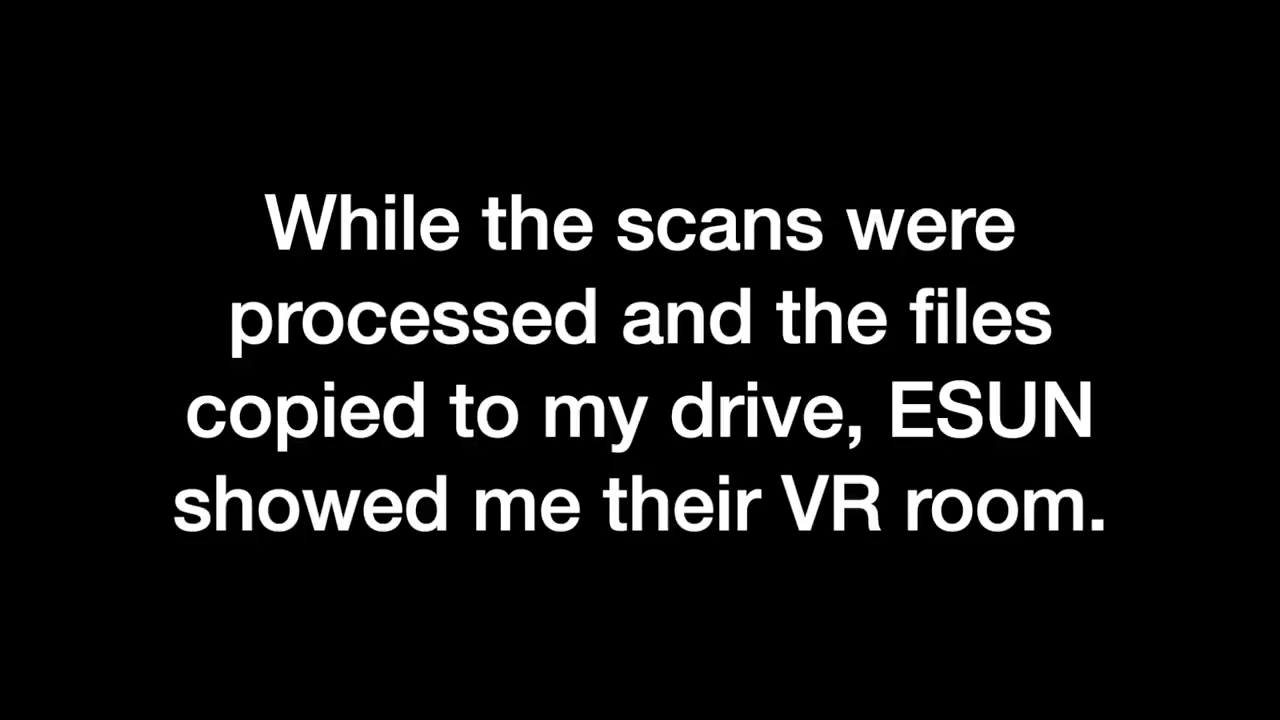 While the scans were
processed and the files
copied to my drive, ESUN
showed me their VR room.